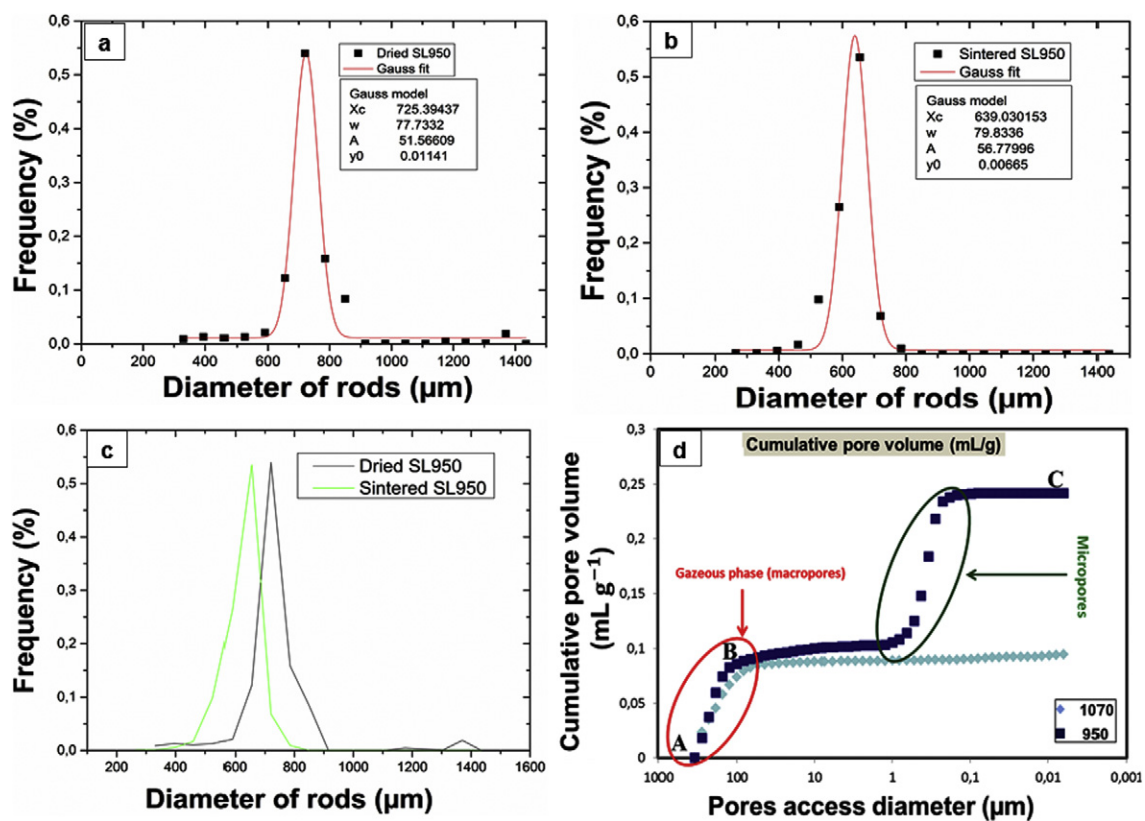 a
0,6
0,5
0,4
0,3
0,2
0,1
0,0
Frequency (%)
Dried SL950
Gauss fit
Gauss model
Xc 725.39437
w 77.7332
A 51.56609
y0 0.01141
0 200 400 600 800 1000 1200 1400
Diameter of rods (µm)
b
0,6
0,5
0,4
0,3
0,2
0,1
0,0
Frequency (%)
Sintered SL950
Gauss fit
Gauss model
Xc 639.030153
w 79.8336
A 56.77996
y0 0.00665
0 200 400 600 800 1000 1200 1400
Diameter of rods (µm)
c
0,6
0,5
0,4
0,3
0,2
0,1
0,0
Frequency (%)
Dried SL950
Sintered SL950
200 400 600 800 1000 1200 1400 1600
Diameter of rods (µm)
d
Cumulative pore volume (mL/g)
0,3
0,25
0,2
0,15
0,1
0,05
0
Cumulative pore volume
(mL g⁻¹)
Gazeous phase (macropores)
Micropores
A
B
C
1070
950
1000 100 10 1 0,1 0,01 0,001
Pores access diameter (µm)